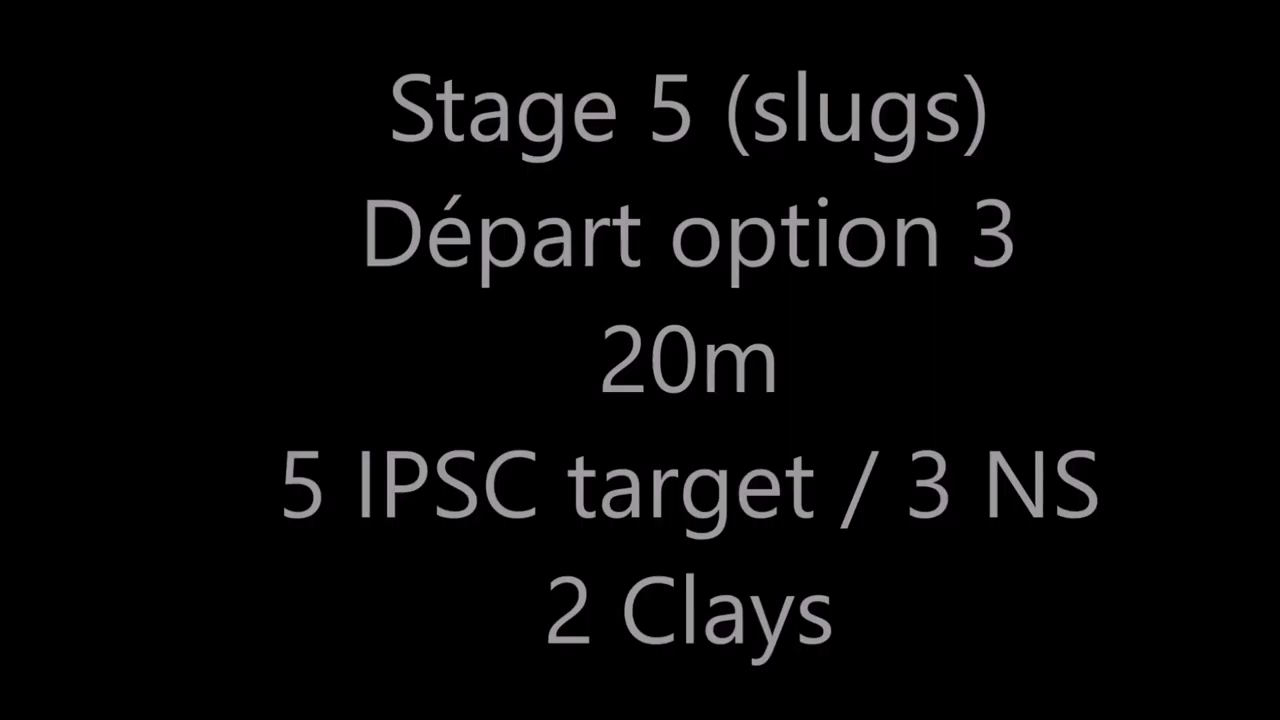 Stage 5 (slugs)
Départ option 3
20m
5 IPSC target / 3 NS
2 Clays